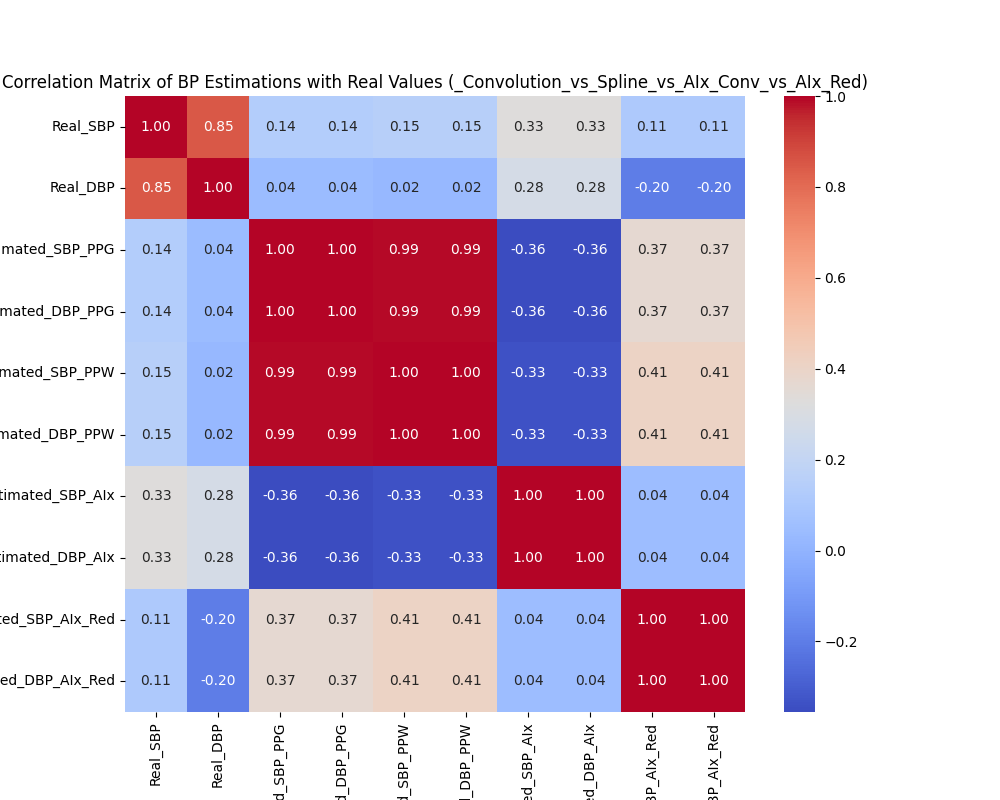 Correlation Matrix of BP Estimations with Real Values (_Convolution_vs_Spline_vs_AIx_Conv_vs_AIx_Red)
Real_SBP 1.00 0.85 0.14 0.14 0.15 0.15 0.33 0.33 0.11 0.11
Real_DBP 0.85 1.00 0.04 0.04 0.02 0.02 0.28 0.28 -0.20 -0.20
mated_SBP_PPG 0.14 0.04 1.00 1.00 0.99 0.99 -0.36 -0.36 0.37 0.37
mated_DBP_PPG 0.14 0.04 1.00 1.00 0.99 0.99 -0.36 -0.36 0.37 0.37
mated_SBP_PPW 0.15 0.02 0.99 0.99 1.00 1.00 -0.33 -0.33 0.41 0.41
mated_DBP_PPW 0.15 0.02 0.99 0.99 1.00 1.00 -0.33 -0.33 0.41 0.41
timated_SBP_AIx 0.33 0.28 -0.36 -0.36 -0.33 -0.33 1.00 1.00 0.04 0.04
timated_DBP_AIx 0.33 0.28 -0.36 -0.36 -0.33 -0.33 1.00 1.00 0.04 0.04
ted_SBP_AIx_Red 0.11 -0.20 0.37 0.37 0.41 0.41 0.04 0.04 1.00 1.00
ed_DBP_AIx_Red 0.11 -0.20 0.37 0.37 0.41 0.41 0.04 0.04 1.00 1.00
Real_SBP
Real_DBP
d_SBP_PPG
d_DBP_PPG
d_SBP_PPW
d_DBP_PPW
ed_SBP_AIx
ed_DBP_AIx
BP_AIx_Red
BP_AIx_Red
1.0
0.8
0.6
0.4
0.2
0.0
−0.2